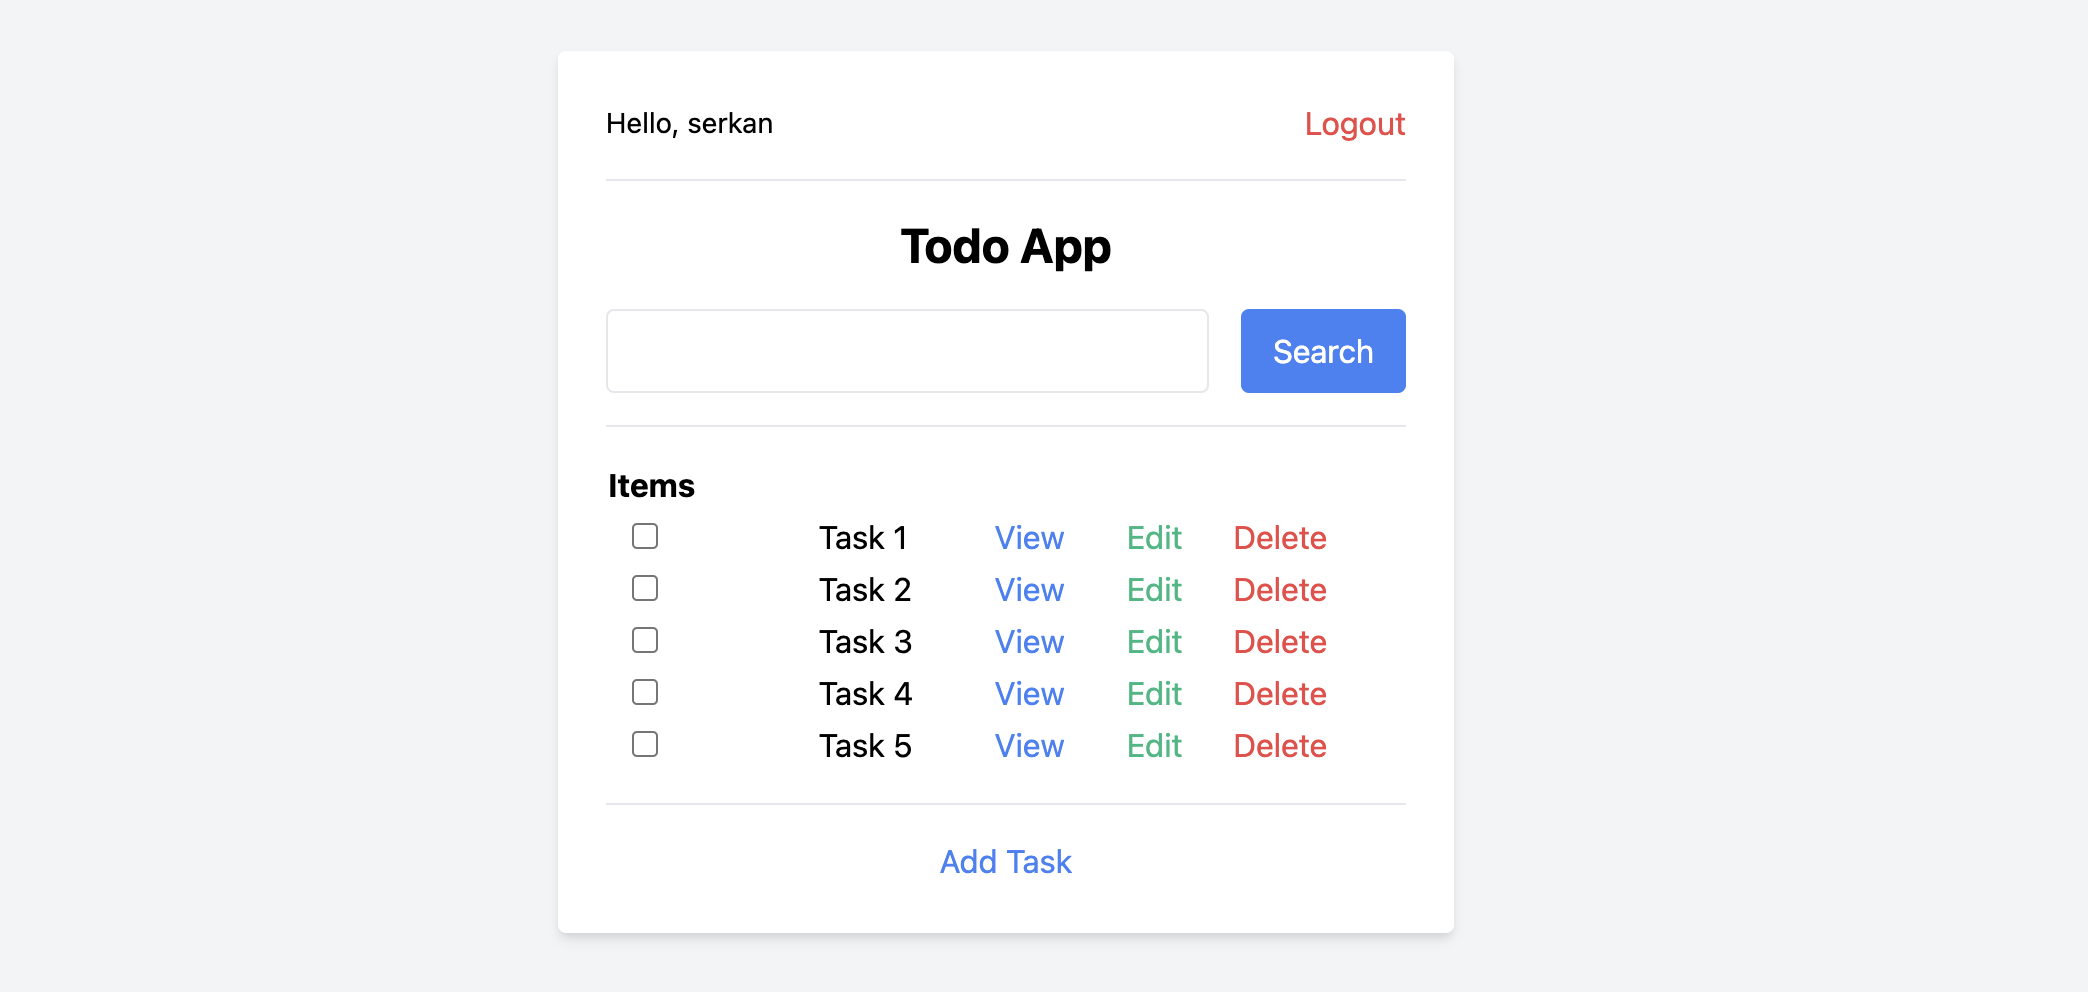 Hello, serkan Logout
Todo App
Search
Items
Task 1 View Edit Delete
Task 2 View Edit Delete
Task 3 View Edit Delete
Task 4 View Edit Delete
Task 5 View Edit Delete
Add Task